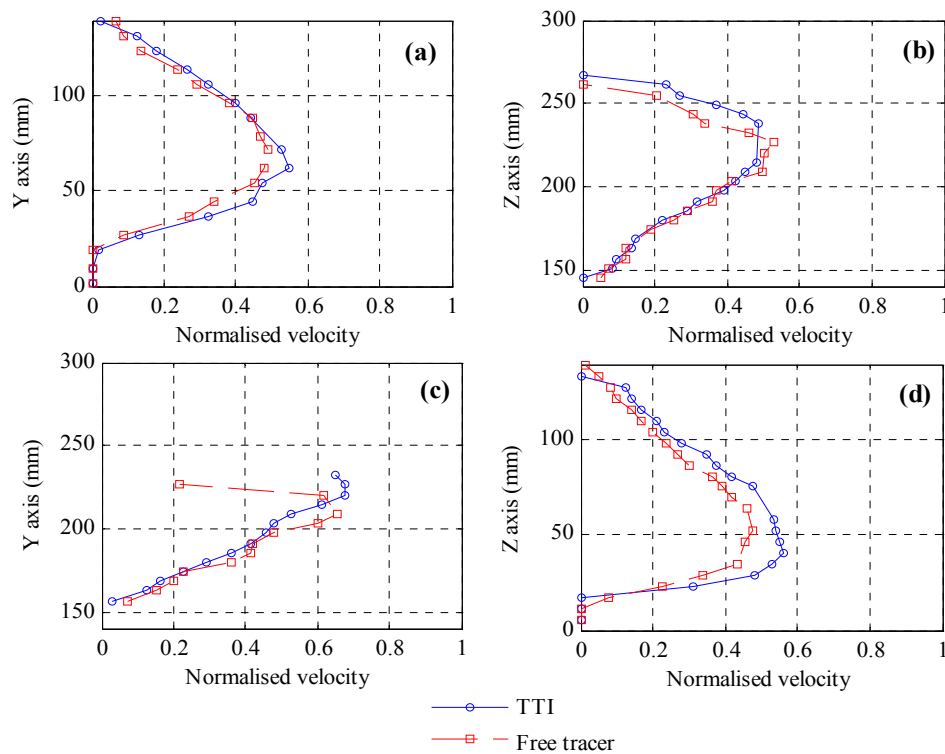 (a)
Y axis (mm)
100
50
0
0 0.2 0.4 0.6 0.8 1
Normalised velocity
(b)
Z axis (mm)
300
250
200
150
0 0.2 0.4 0.6 0.8 1
Normalised velocity
(c)
Y axis (mm)
300
250
200
150
0 0.2 0.4 0.6 0.8 1
Normalised velocity
(d)
Z axis (mm)
100
50
0
0 0.2 0.4 0.6 0.8 1
Normalised velocity
TTI
Free tracer